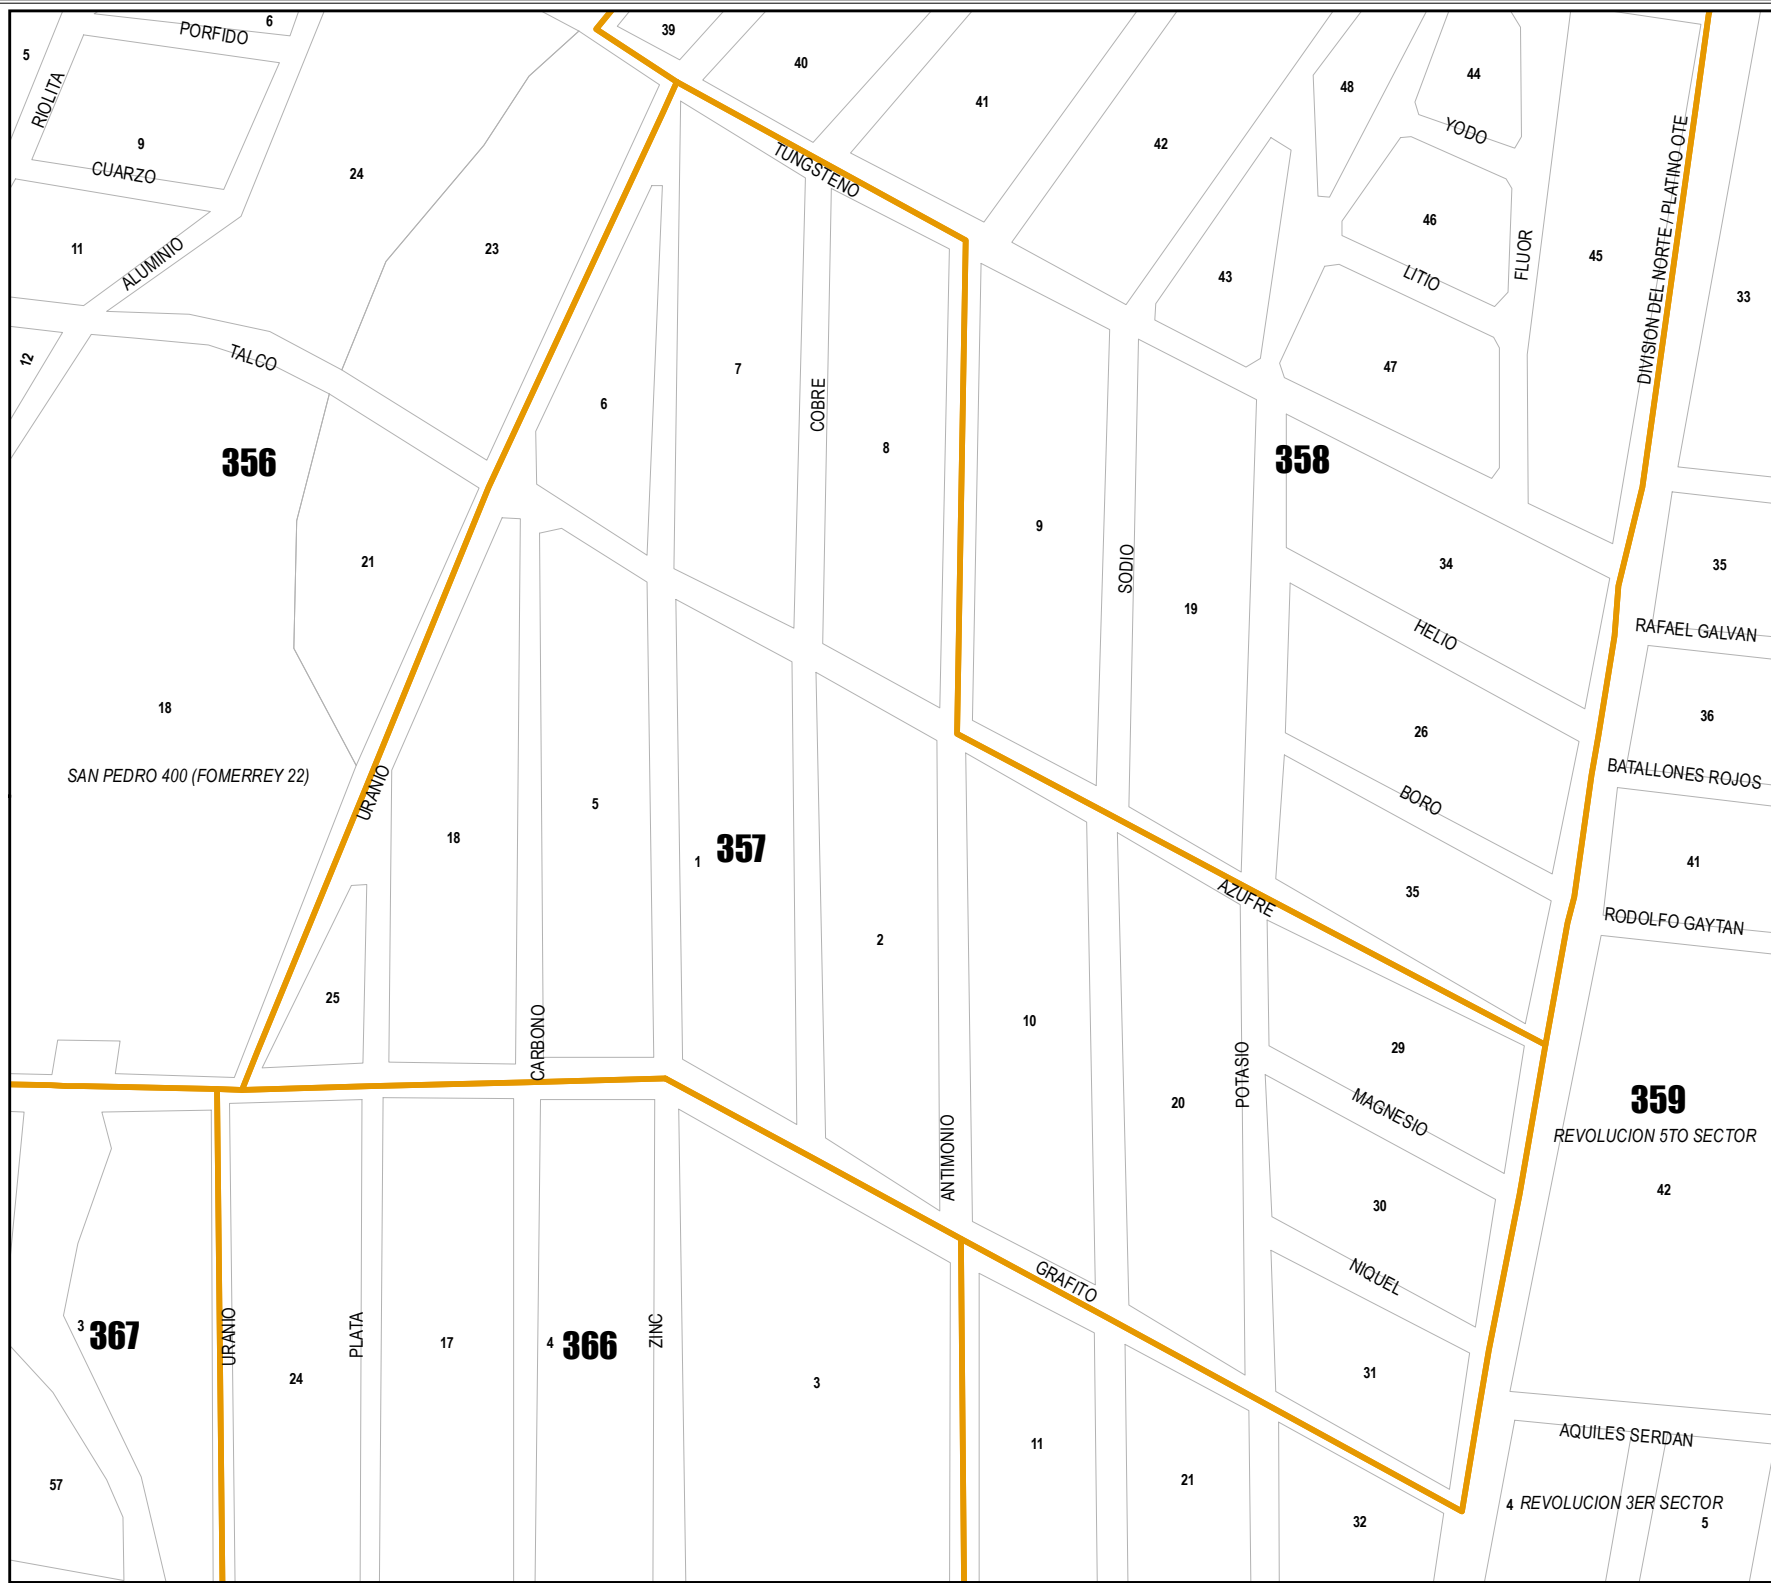 6
PORFIDO
39
5
40
44
48
RIOLITA
41
YODO
9
42
CUARZO
TUNGSTENO
24
46
11
ALUMINIO
23
43
LITIO
FLUOR
45
DIVISION DEL NORTE / PLATINO OTE
33
12
TALCO
7
47
6
COBRE
8
356
358
9
21
SODIO
34
35
19
HELIO
RAFAEL GALVAN
18
26
36
SAN PEDRO 400 (FOMERREY 22)
URANIO
BATALLONES ROJOS
5
BORO
18
357
1
41
AZUFRE
35
RODOLFO GAYTAN
2
25
10
CARBONO
29
POTASIO
20
MAGNESIO
359
REVOLUCION 5TO SECTOR
ANTIMONIO
42
30
GRAFITO
NIQUEL
3
367
URANIO
PLATA
17
4
366
ZINC
24
3
31
11
AQUILES SERDAN
57
21
4
REVOLUCION 3ER SECTOR
32
5